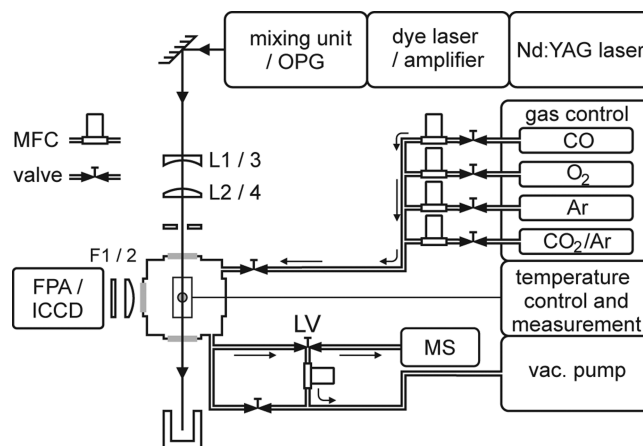 mixing unit
/ OPG
dye laser
/ amplifier
Nd:YAG laser
MFC
valve
L1 / 3
L2 / 4
gas control
CO
O₂
Ar
CO₂/Ar
F1 / 2
FPA /
ICCD
temperature
control and
measurement
LV
MS
vac. pump